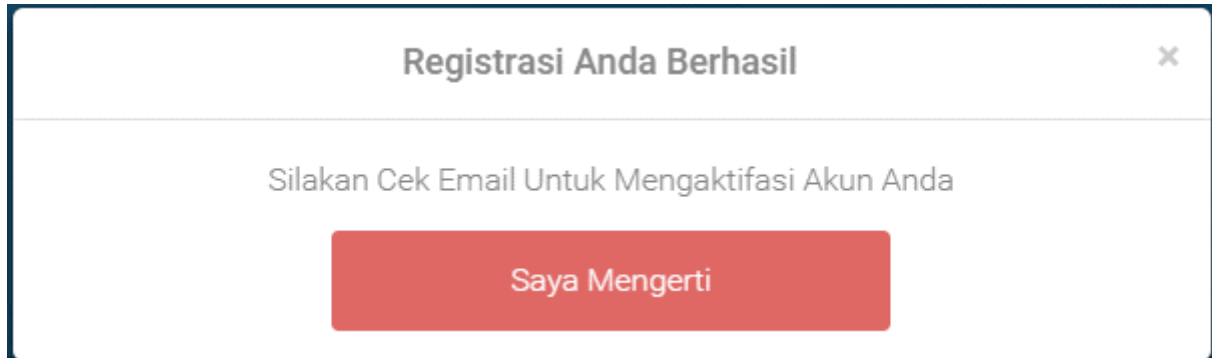 Registrasi Anda Berhasil
×
Silakan Cek Email Untuk Mengaktifasi Akun Anda
Saya Mengerti